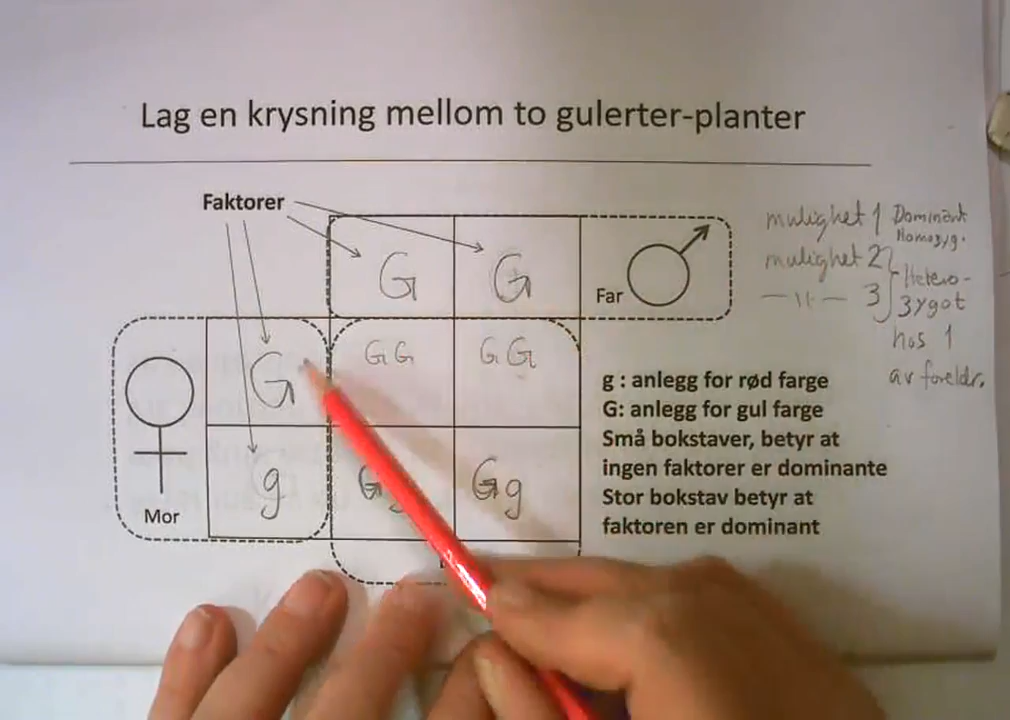 Lag en krysning mellom to gulerter-planter
Faktorer
G G
Far
mulighet 1 Dominant
Homozyg.
mulighet 2
—॥— 3
Hetero-
zygot
hos 1
av foreldr.
G
GG GG
g
Gg
Mor
g : anlegg for rød farge
G: anlegg for gul farge
Små bokstaver, betyr at
ingen faktorer er dominante
Stor bokstav betyr at
faktoren er dominant